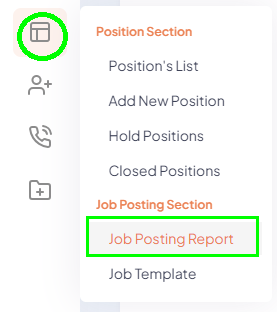 Position Section
Position's List
Add New Position
Hold Positions
Closed Positions
Job Posting Section
Job Posting Report
Job Template